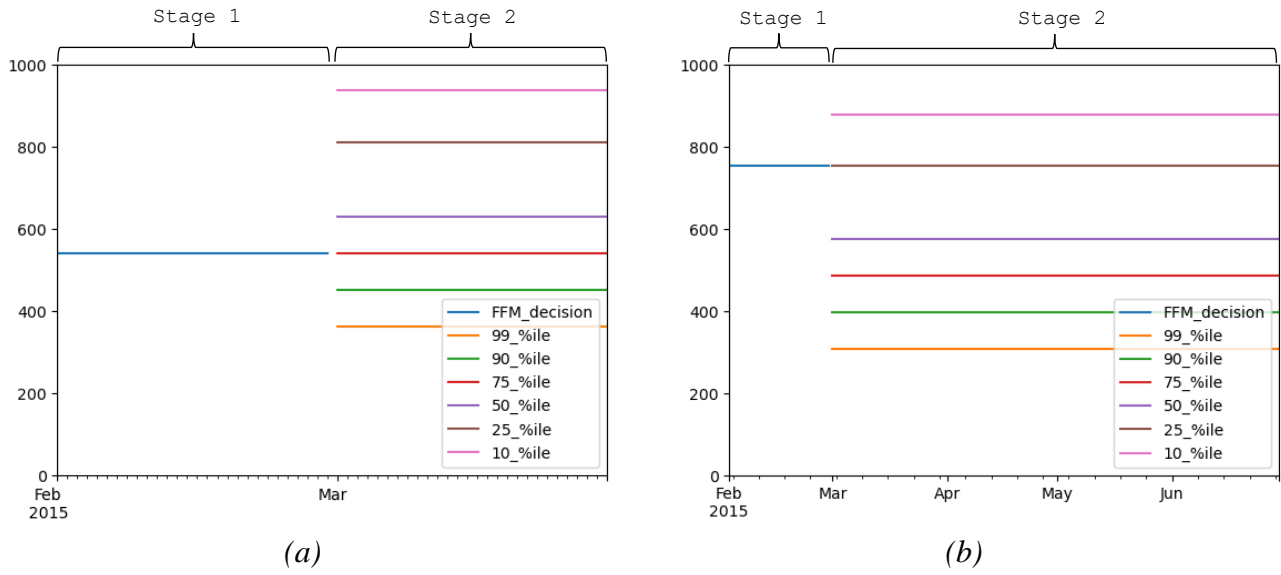 Stage 1
Stage 2
1000
800
600
400
200
0
Feb
2015
Mar
FFM_decision
99_%ile
90_%ile
75_%ile
50_%ile
25_%ile
10_%ile
(a)
Stage 1
Stage 2
1000
800
600
400
200
0
Feb
2015
Mar
Apr
May
Jun
FFM_decision
99_%ile
90_%ile
75_%ile
50_%ile
25_%ile
10_%ile
(b)